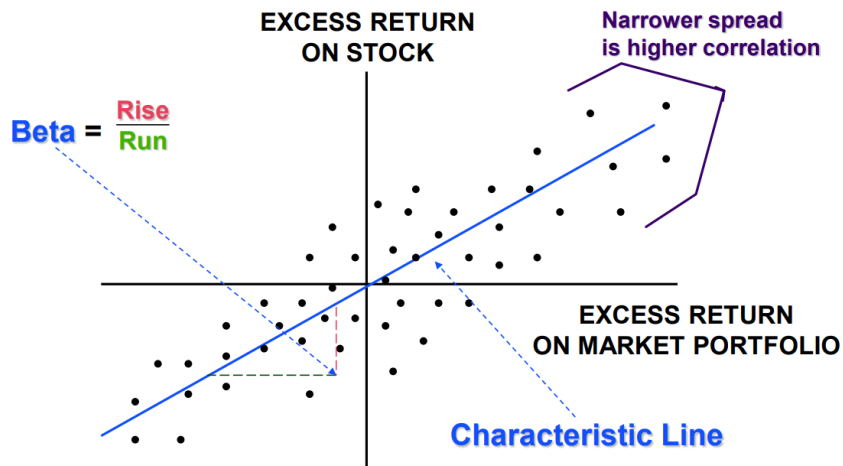 EXCESS RETURN
ON STOCK
Narrower spread
is higher correlation
Beta = Rise
Run
EXCESS RETURN
ON MARKET PORTFOLIO
Characteristic Line